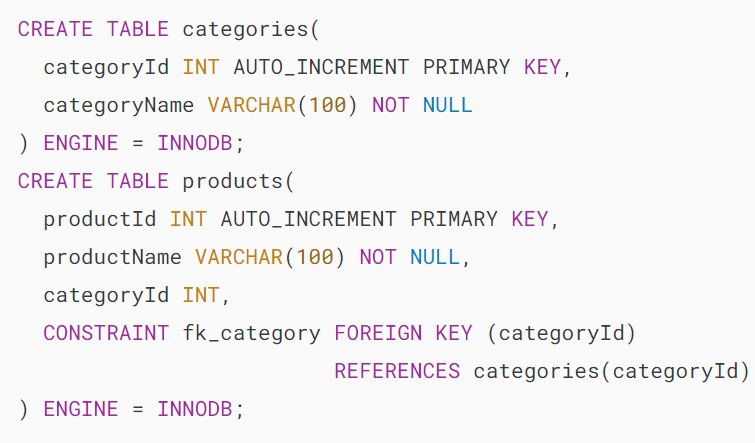 CREATE TABLE categories(
  categoryId INT AUTO_INCREMENT PRIMARY KEY,
  categoryName VARCHAR(100) NOT NULL
) ENGINE = INNODB;
CREATE TABLE products(
  productId INT AUTO_INCREMENT PRIMARY KEY,
  productName VARCHAR(100) NOT NULL,
  categoryId INT,
  CONSTRAINT fk_category FOREIGN KEY (categoryId)
                         REFERENCES categories(categoryId)
) ENGINE = INNODB;